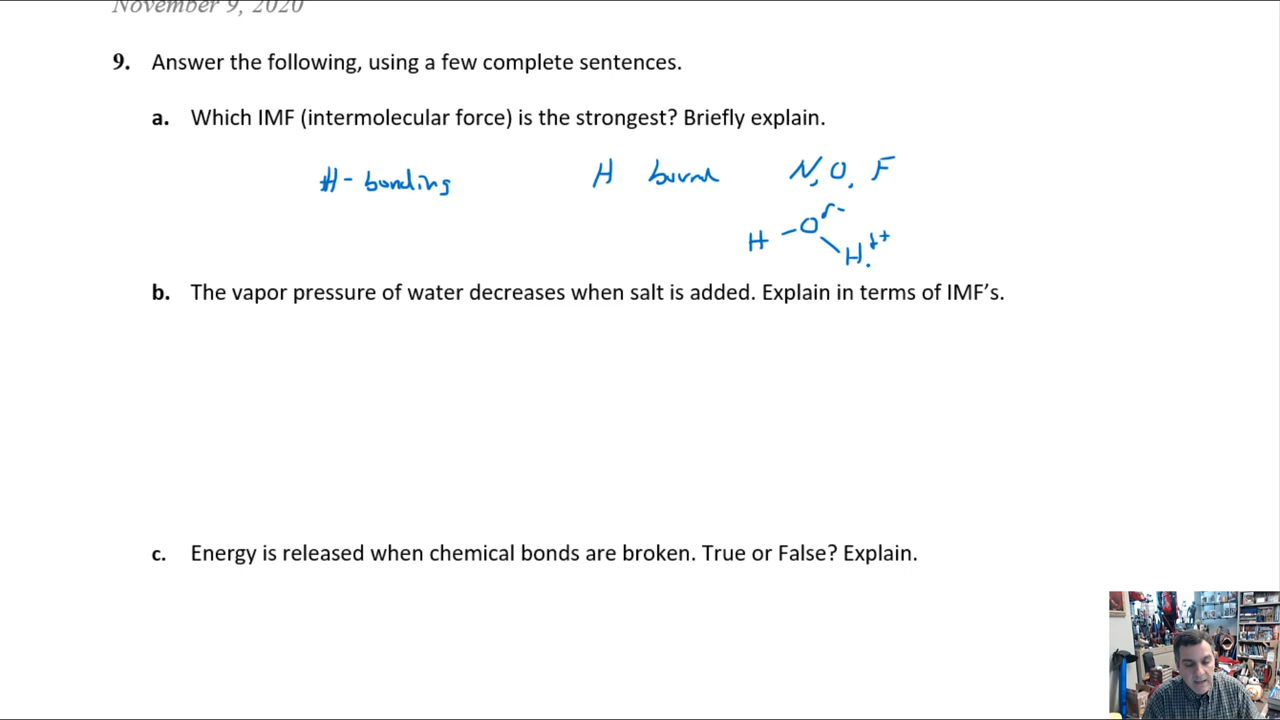 November 9, 2020
9. Answer the following, using a few complete sentences.
a. Which IMF (intermolecular force) is the strongest? Briefly explain.
H-bonding H bound N, O, F
H-O δ-
H δ+
b. The vapor pressure of water decreases when salt is added. Explain in terms of IMF’s.
c. Energy is released when chemical bonds are broken. True or False? Explain.